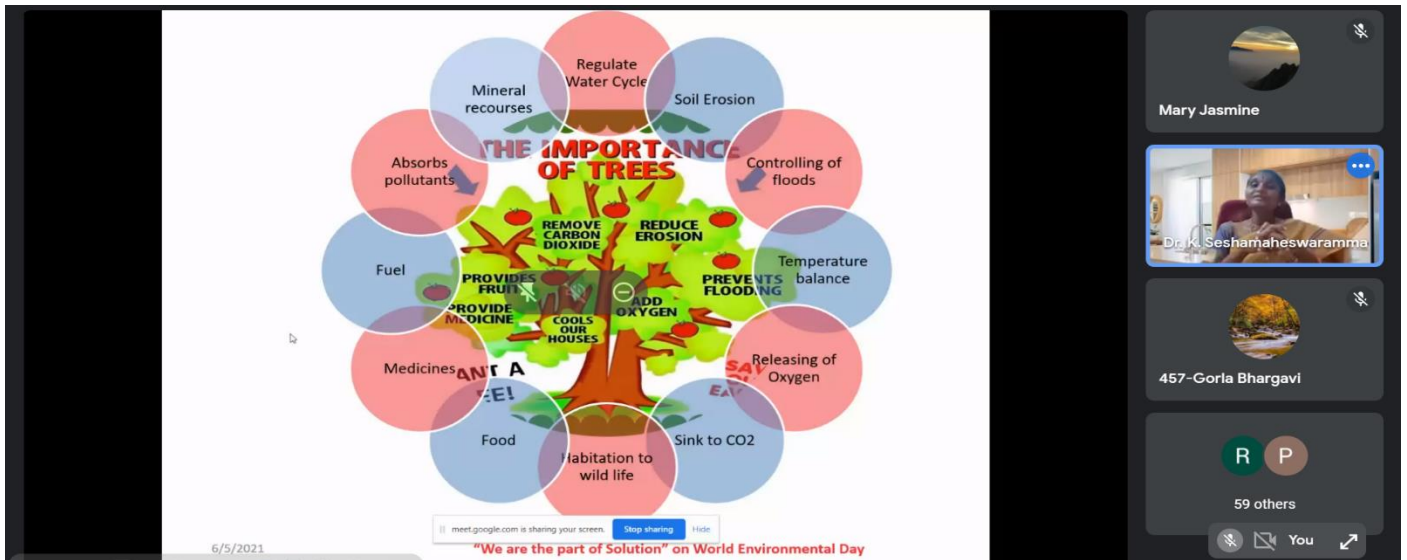 Regulate
Water Cycle
Soil Erosion
Controlling of
floods
Temperature
balance
Releasing of
Oxygen
Sink to CO2
Habitation to
wild life
Food
Medicines
Fuel
Absorbs
pollutants
Mineral
recourses
THE IMPORTANCE
OF TREES
REMOVE
CARBON
DIOXIDE
REDUCE
EROSION
PROVIDES
FRUIT
PREVENTS
FLOODING
PROVIDE
MEDICINE
COOLS
OUR
HOUSES
ADD
OXYGEN
ANT A
EE!
SAV
meet.google.com is sharing your screen.
Stop sharing
Hide
6/5/2021
"We are the part of Solution" on World Environmental Day
Mary Jasmine
Dr. K. Seshamaheswaramma
457-Gorla Bhargavi
R P
59 others
You